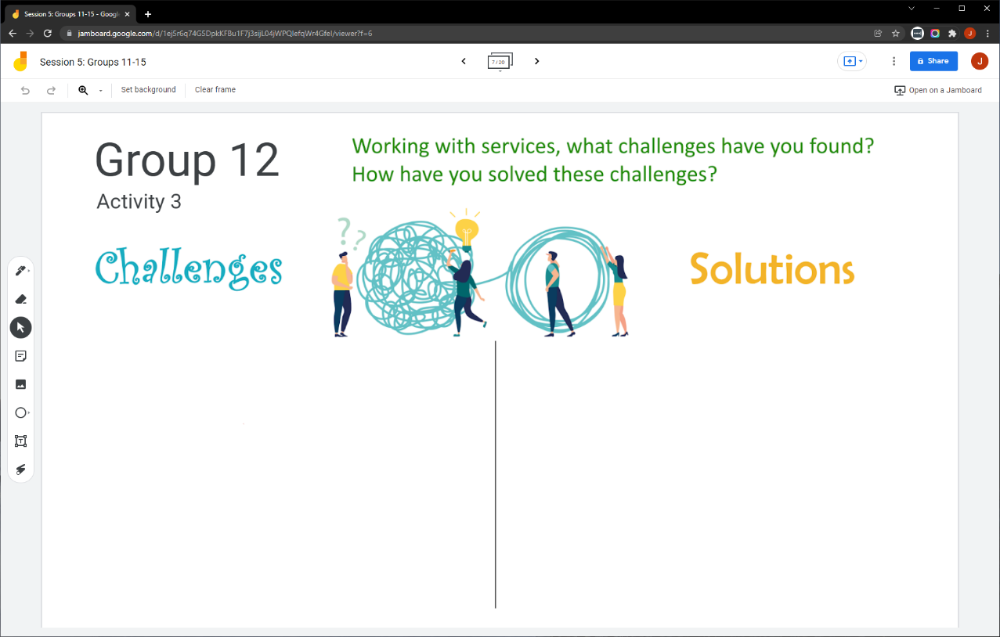 Session 5: Groups 11-15 - Googl
jamboard.google.com/d/1ej5r6q74G5DpkKFBu1F7j3sijL04jWPQIefqWr4GfeI/viewer?f=6
J
Session 5: Groups 11-15
7 / 20
Share
J
Set background
Clear frame
Open on a Jamboard
Group 12
Activity 3
Working with services, what challenges have you found?
How have you solved these challenges?
? ?
Challenges
Solutions